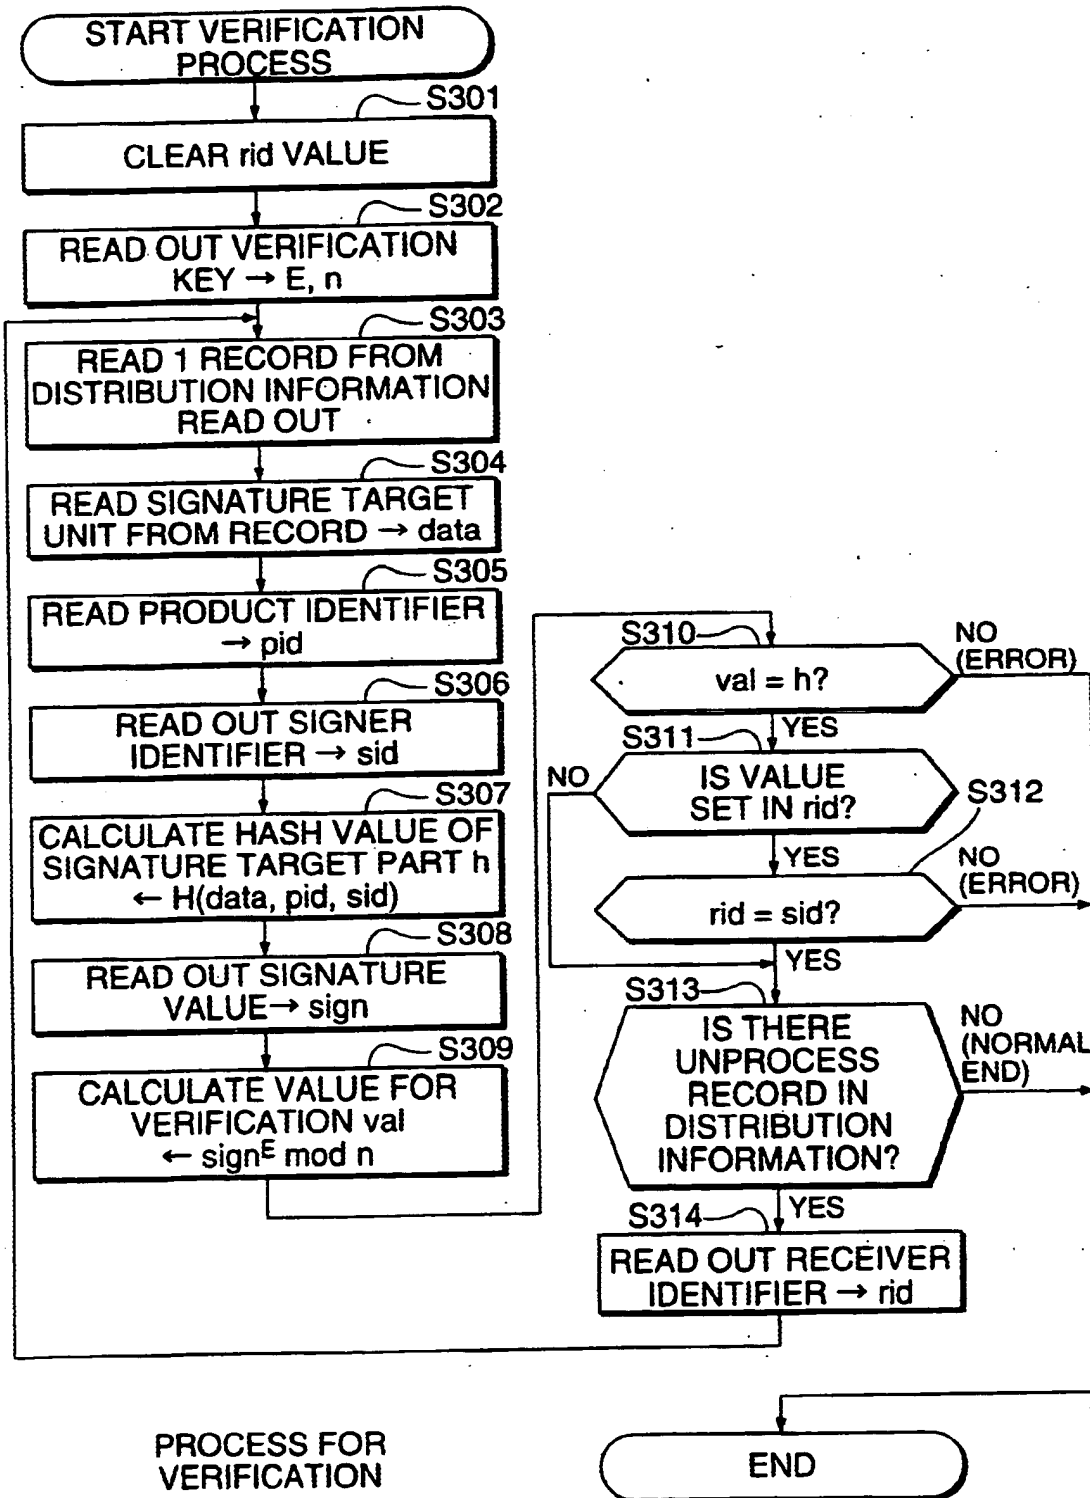 START VERIFICATION
PROCESS
S301
CLEAR rid VALUE
S302
READ OUT VERIFICATION
KEY → E, n
S303
READ 1 RECORD FROM
DISTRIBUTION INFORMATION
READ OUT
S304
READ SIGNATURE TARGET
UNIT FROM RECORD → data
S305
READ PRODUCT IDENTIFIER
→ pid
S306
READ OUT SIGNER
IDENTIFIER → sid
S307
CALCULATE HASH VALUE OF
SIGNATURE TARGET PART h
← H(data, pid, sid)
S308
READ OUT SIGNATURE
VALUE→ sign
S309
CALCULATE VALUE FOR
VERIFICATION val
← sign^E mod n
S310
NO
(ERROR)
val = h?
YES
S311
NO
IS VALUE
SET IN rid?
S312
YES
NO
(ERROR)
rid = sid?
YES
S313
IS THERE
UNPROCESS
RECORD IN
DISTRIBUTION
INFORMATION?
NO
(NORMAL
END)
YES
S314
READ OUT RECEIVER
IDENTIFIER → rid
END
PROCESS FOR
VERIFICATION